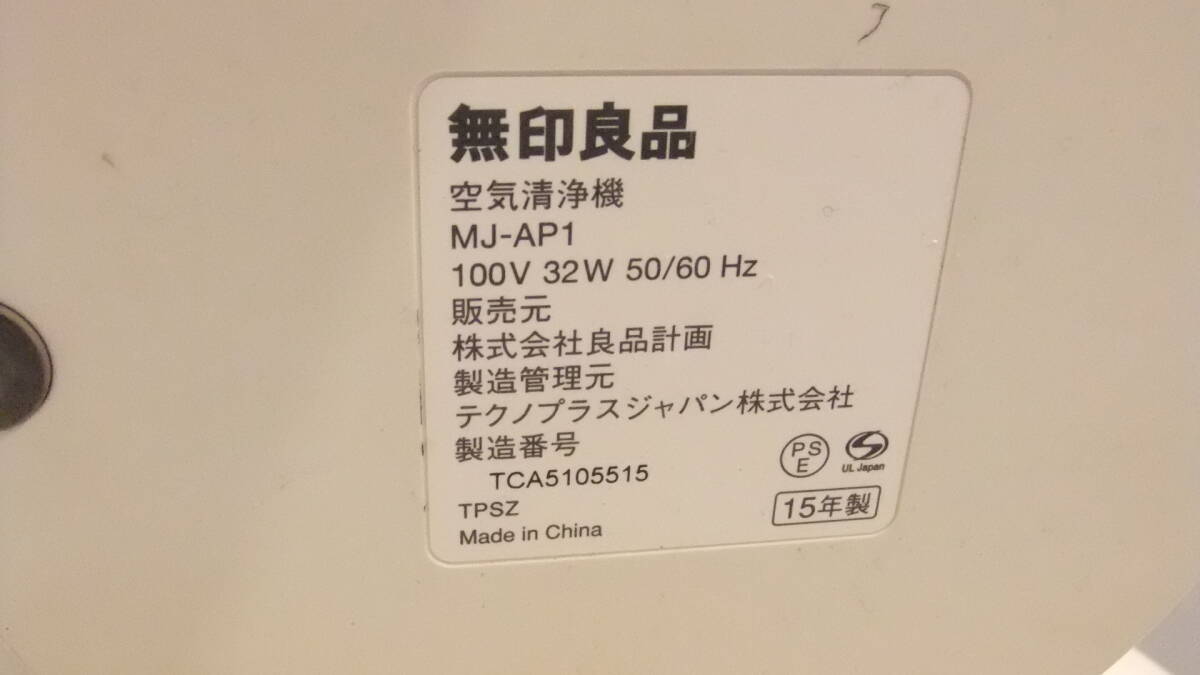 無印良品
空気清浄機
MJ-AP1
100V 32W 50/60 Hz
販売元
株式会社良品計画
製造管理元
テクノプラスジャパン株式会社
製造番号
TCA5105515
PS
E
UL Japan
TPSZ
15年製
Made in China